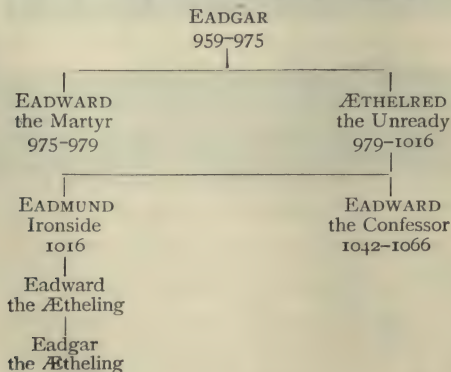 EADGAR
959–975
EADWARD
the Martyr
975–979
ÆTHELRED
the Unready
979–1016
EADMUND
Ironside
1016
EADWARD
the Confessor
1042–1066
Eadward
the Ætheling
Eadgar
the Ætheling